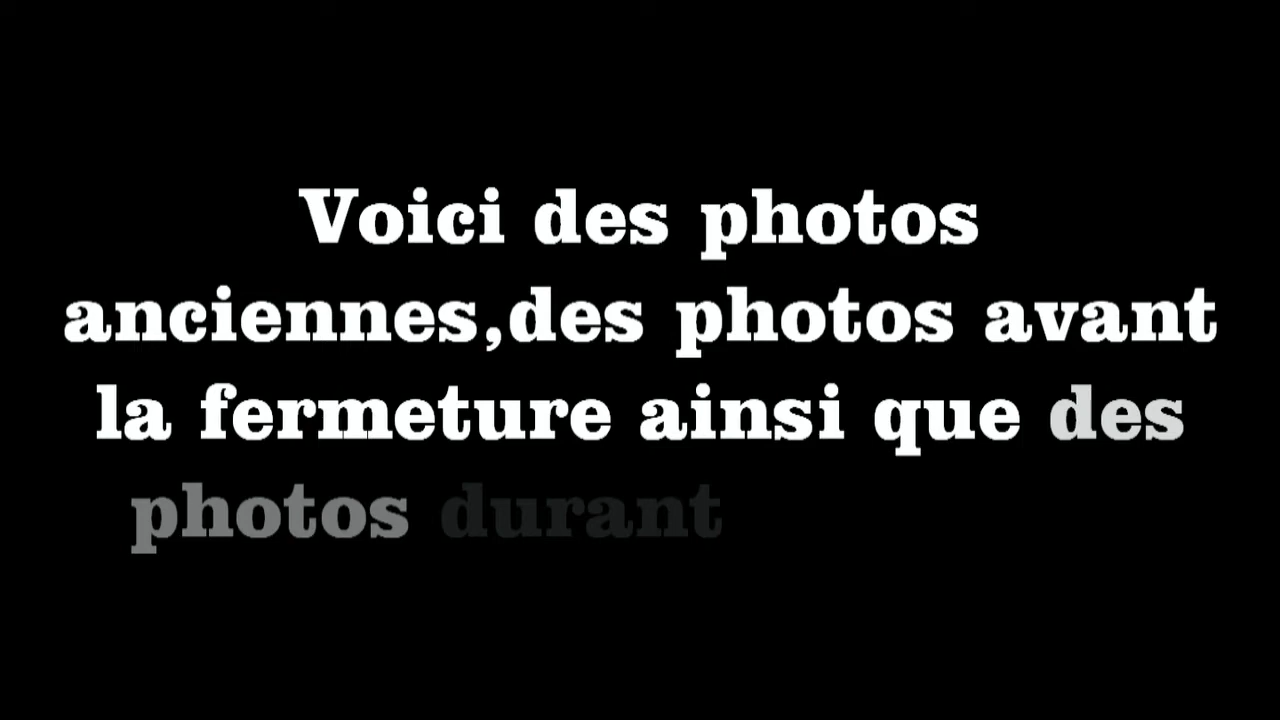 Voici des photos
anciennes,des photos avant
la fermeture ainsi que des
photos durant